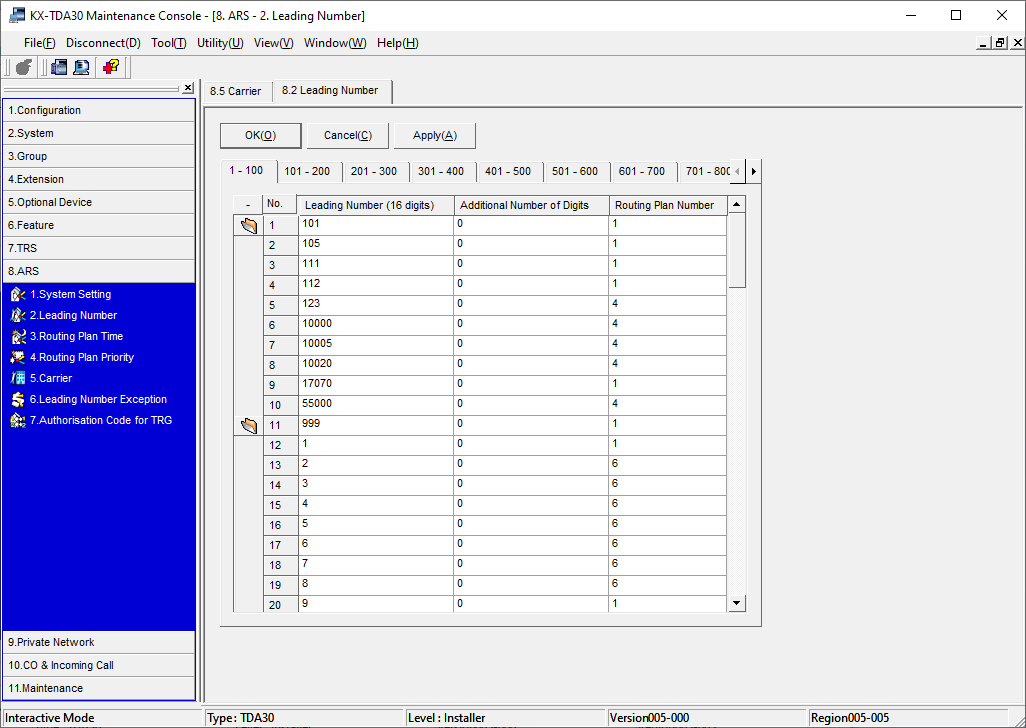 KX-TDA30 Maintenance Console - [8. ARS - 2. Leading Number]
File(F) Disconnect(D) Tool(T) Utility(U) View(V) Window(W) Help(H)
8.5 Carrier 8.2 Leading Number
1.Configuration
2.System
3.Group
4.Extension
5.Optional Device
6.Feature
7.TRS
8.ARS
1.System Setting
2.Leading Number
3.Routing Plan Time
4.Routing Plan Priority
5.Carrier
6.Leading Number Exception
7.Authorisation Code for TRG
9.Private Network
10.CO & Incoming Call
11.Maintenance
OK(O) Cancel(C) Apply(A)
1 - 100 101 - 200 201 - 300 301 - 400 401 - 500 501 - 600 601 - 700 701 - 800
- No. Leading Number (16 digits) Additional Number of Digits Routing Plan Number
1 101 0 1
2 105 0 1
3 111 0 1
4 112 0 1
5 123 0 4
6 10000 0 4
7 10005 0 4
8 10020 0 4
9 17070 0 1
10 55000 0 4
11 999 0 1
12 1 0 1
13 2 0 6
14 3 0 6
15 4 0 6
16 5 0 6
17 6 0 6
18 7 0 6
19 8 0 6
20 9 0 1
Interactive Mode Type: TDA30 Level : Installer Version005-000 Region005-005